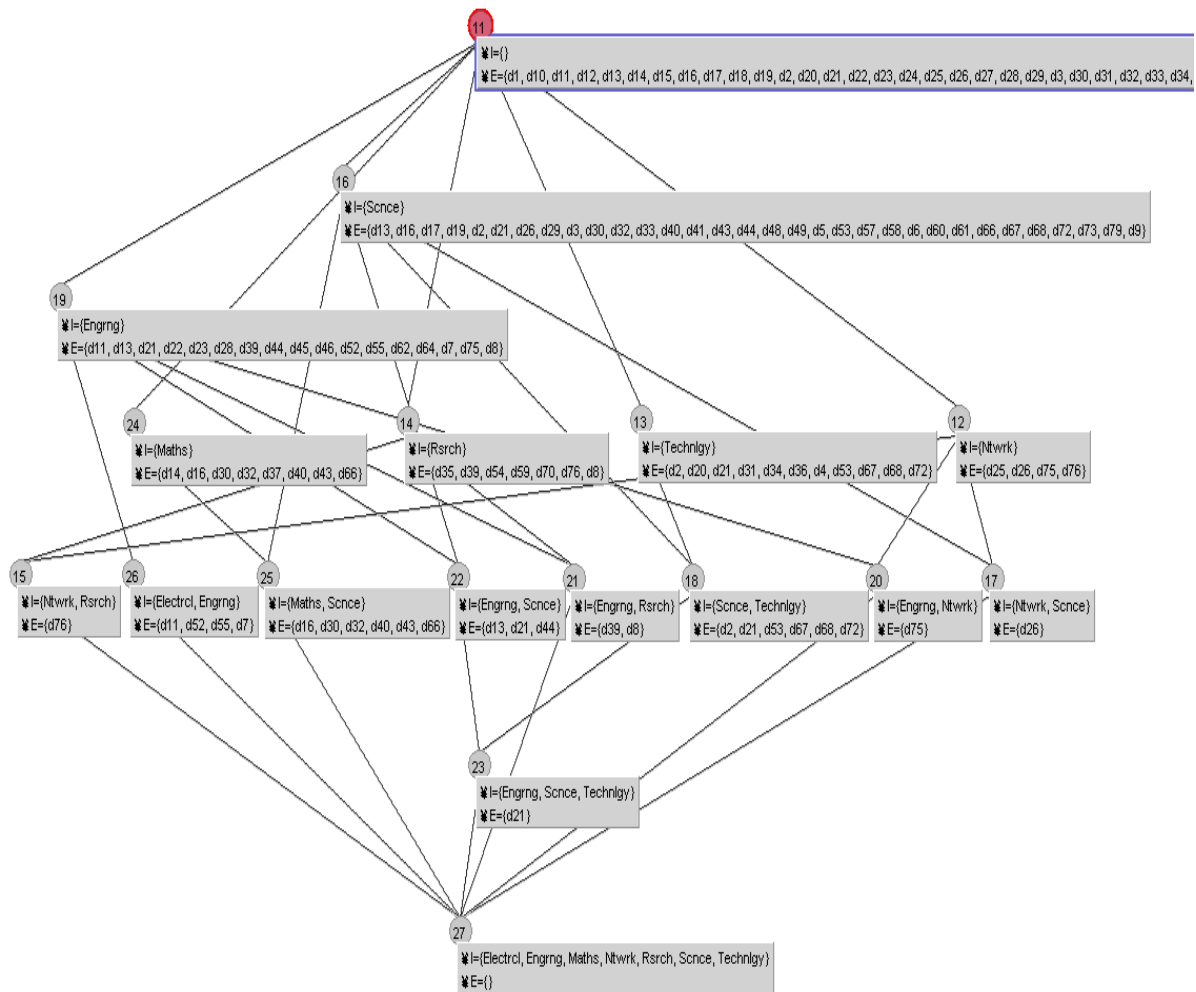 11
¥ I={}
¥ E={d1, d10, d11, d12, d13, d14, d15, d16, d17, d18, d19, d2, d20, d21, d22, d23, d24, d25, d26, d27, d28, d29, d3, d30, d31, d32, d33, d34,
16
¥ I={Scnce}
¥ E={d13, d16, d17, d19, d2, d21, d26, d29, d3, d30, d32, d33, d40, d41, d43, d44, d48, d49, d5, d53, d57, d58, d6, d60, d61, d66, d67, d68, d72, d73, d79, d9}
19
¥ I={Engrng}
¥ E={d11, d13, d21, d22, d23, d28, d39, d44, d45, d46, d52, d55, d62, d64, d7, d75, d8}
24
¥ I={Maths}
¥ E={d14, d16, d30, d32, d37, d40, d43, d66}
14
¥ I={Rsrch}
¥ E={d35, d39, d54, d59, d70, d76, d8}
13
¥ I={Technlgy}
¥ E={d2, d20, d21, d31, d34, d36, d4, d53, d67, d68, d72}
12
¥ I={Ntwrk}
¥ E={d25, d26, d75, d76}
15
¥ I={Ntwrk, Rsrch}
¥ E={d76}
26
¥ I={Electrcl, Engrng}
¥ E={d11, d52, d55, d7}
25
¥ I={Maths, Scnce}
¥ E={d16, d30, d32, d40, d43, d66}
22
¥ I={Engrng, Scnce}
¥ E={d13, d21, d44}
21
¥ I={Engrng, Rsrch}
¥ E={d39, d8}
18
¥ I={Scnce, Technlgy}
¥ E={d2, d21, d53, d67, d68, d72}
20
¥ I={Engrng, Ntwrk}
¥ E={d75}
17
¥ I={Ntwrk, Scnce}
¥ E={d26}
23
¥ I={Engrng, Scnce, Technlgy}
¥ E={d21}
27
¥ I={Electrcl, Engrng, Maths, Ntwrk, Rsrch, Scnce, Technlgy}
¥ E={}